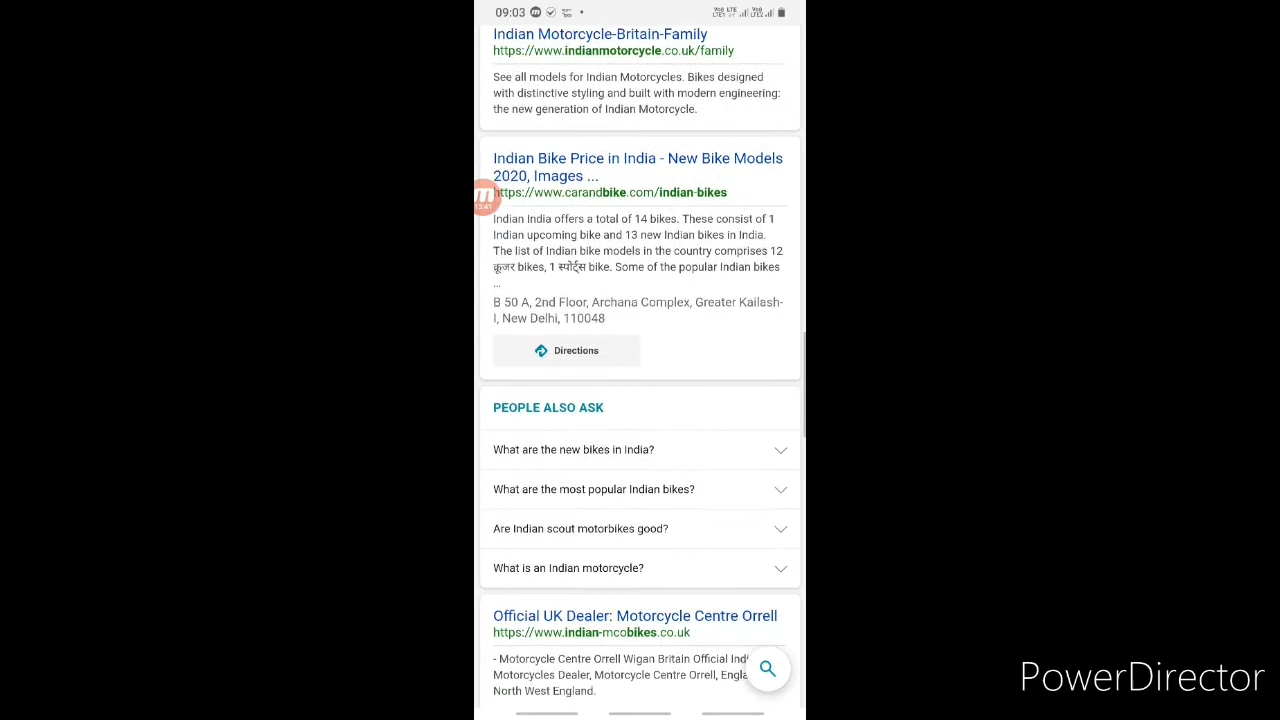 09:03
Indian Motorcycle-Britain-Family
https://www.indianmotorcycle.co.uk/family
See all models for Indian Motorcycles. Bikes designed
with distinctive styling and built with modern engineering:
the new generation of Indian Motorcycle.
Indian Bike Price in India - New Bike Models
2020, Images ...
https://www.carandbike.com/indian-bikes
13:41
Indian India offers a total of 14 bikes. These consist of 1
Indian upcoming bike and 13 new Indian bikes in India.
The list of Indian bike models in the country comprises 12
क्रूजर bikes, 1 स्पोर्ट्स bike. Some of the popular Indian bikes
...
B 50 A, 2nd Floor, Archana Complex, Greater Kailash-
I, New Delhi, 110048
Directions
PEOPLE ALSO ASK
What are the new bikes in India?
What are the most popular Indian bikes?
Are Indian scout motorbikes good?
What is an Indian motorcycle?
Official UK Dealer: Motorcycle Centre Orrell
https://www.indian-mcobikes.co.uk
- Motorcycle Centre Orrell Wigan Britain Official Indi
Motorcycles Dealer, Motorcycle Centre Orrell, Engla
North West England.
PowerDirector